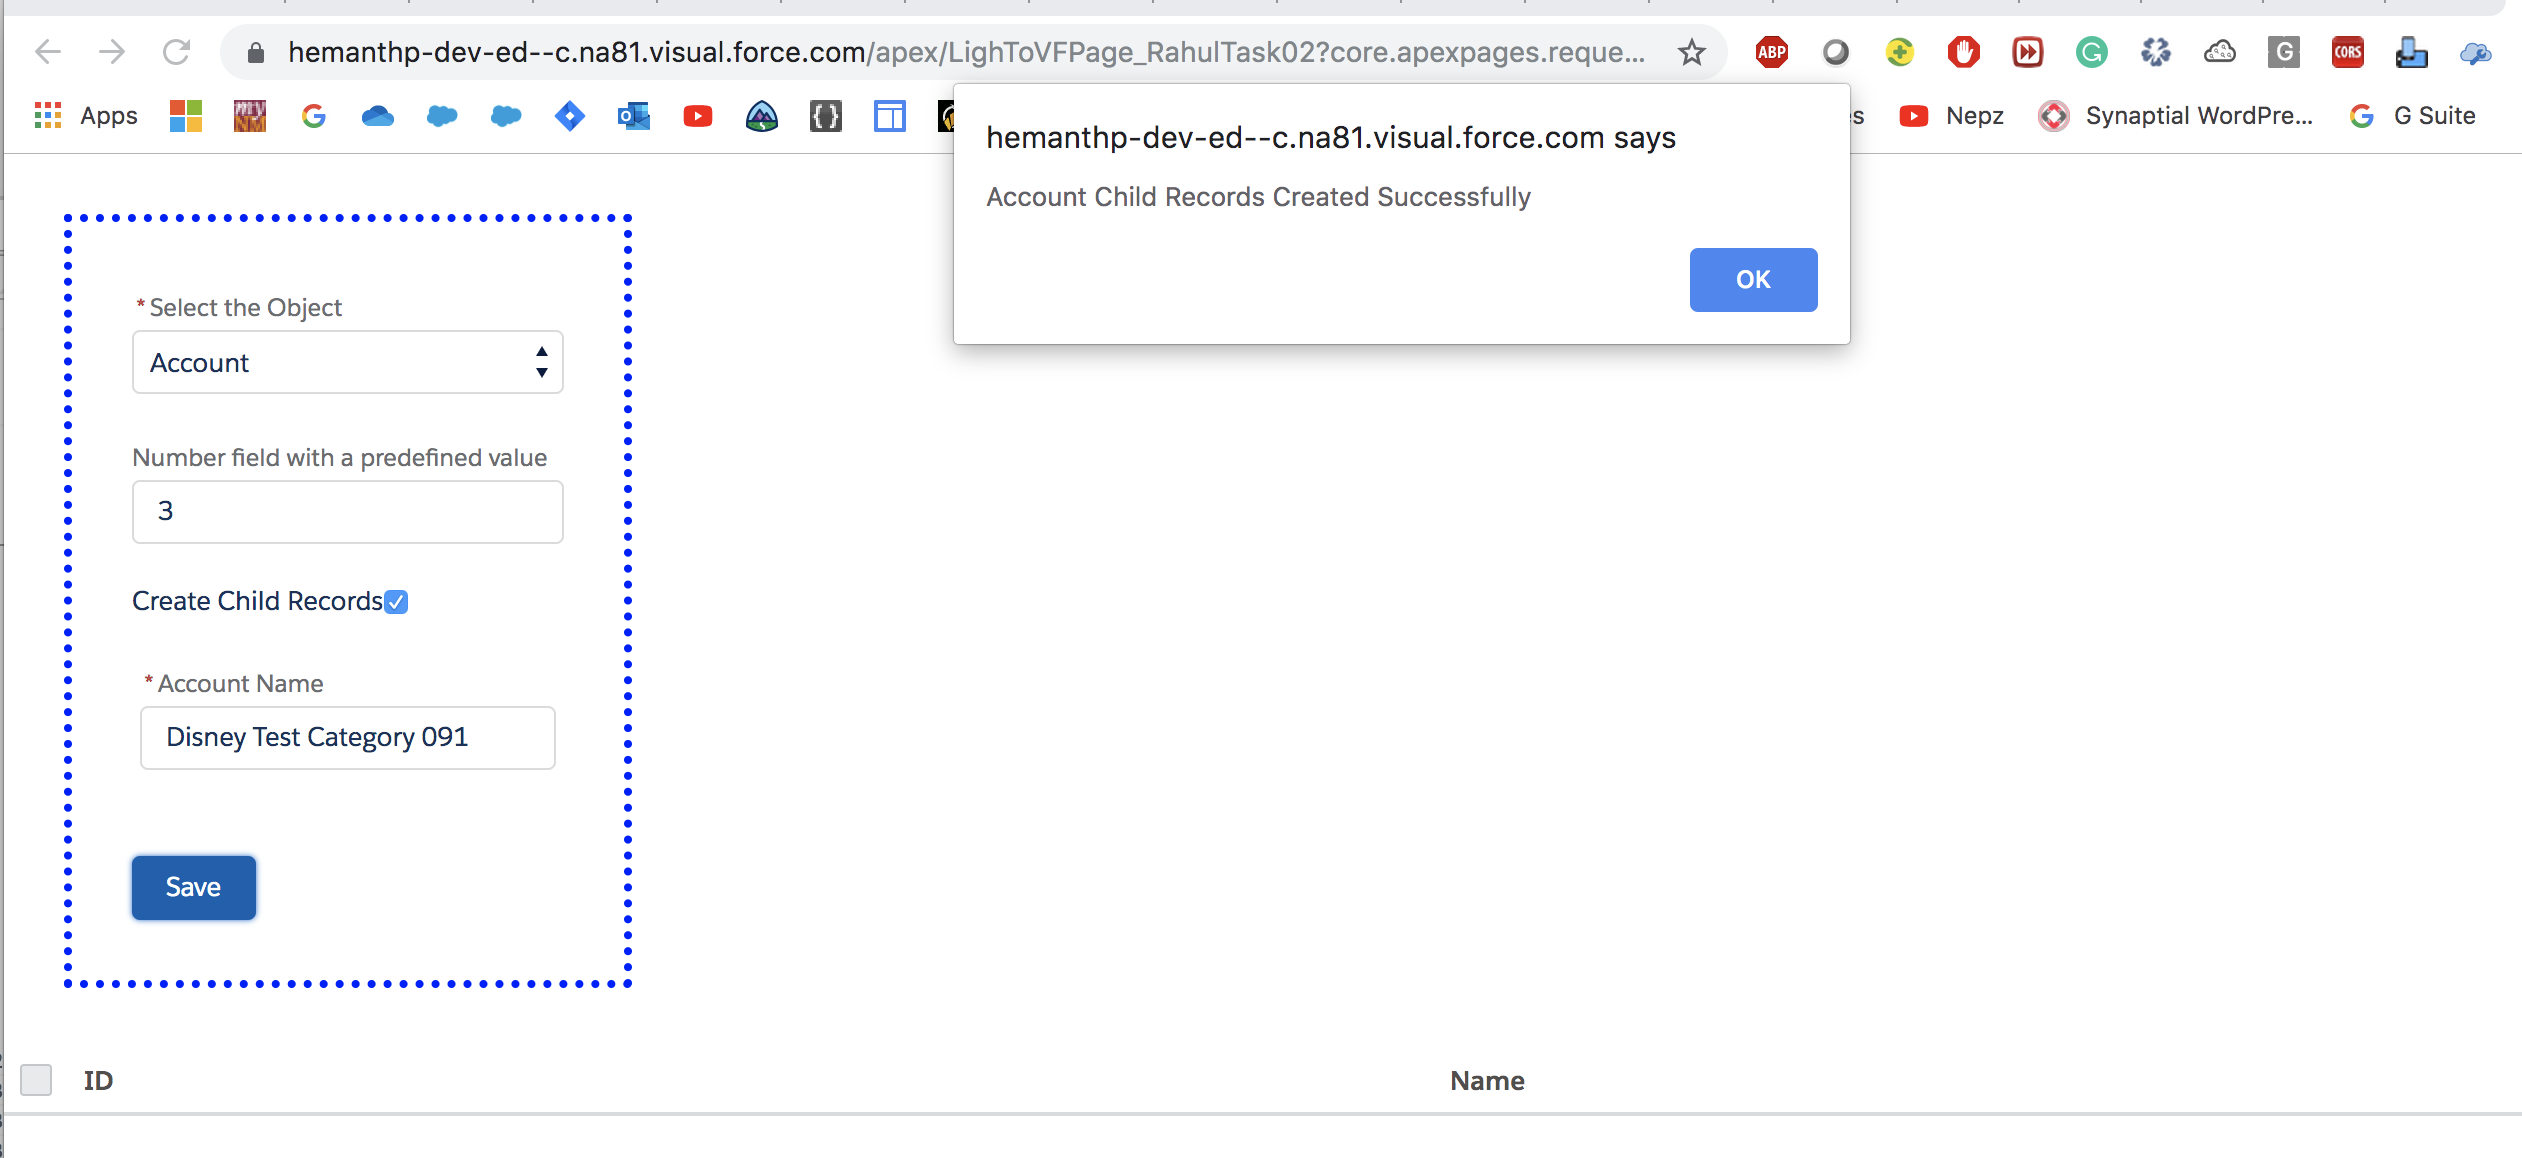 hemanthp-dev-ed--c.na81.visual.force.com/apex/LighToVFPage_RahulTask02?core.apexpages.reque...
ABP
G
G
CORS
Apps
my
NM
G
O
{}
s
Nepz
Synaptial WordPre...
G Suite
hemanthp-dev-ed--c.na81.visual.force.com says
Account Child Records Created Successfully
OK
*Select the Object
Account
Number field with a predefined value
3
Create Child Records
*Account Name
Disney Test Category 091
Save
ID
Name